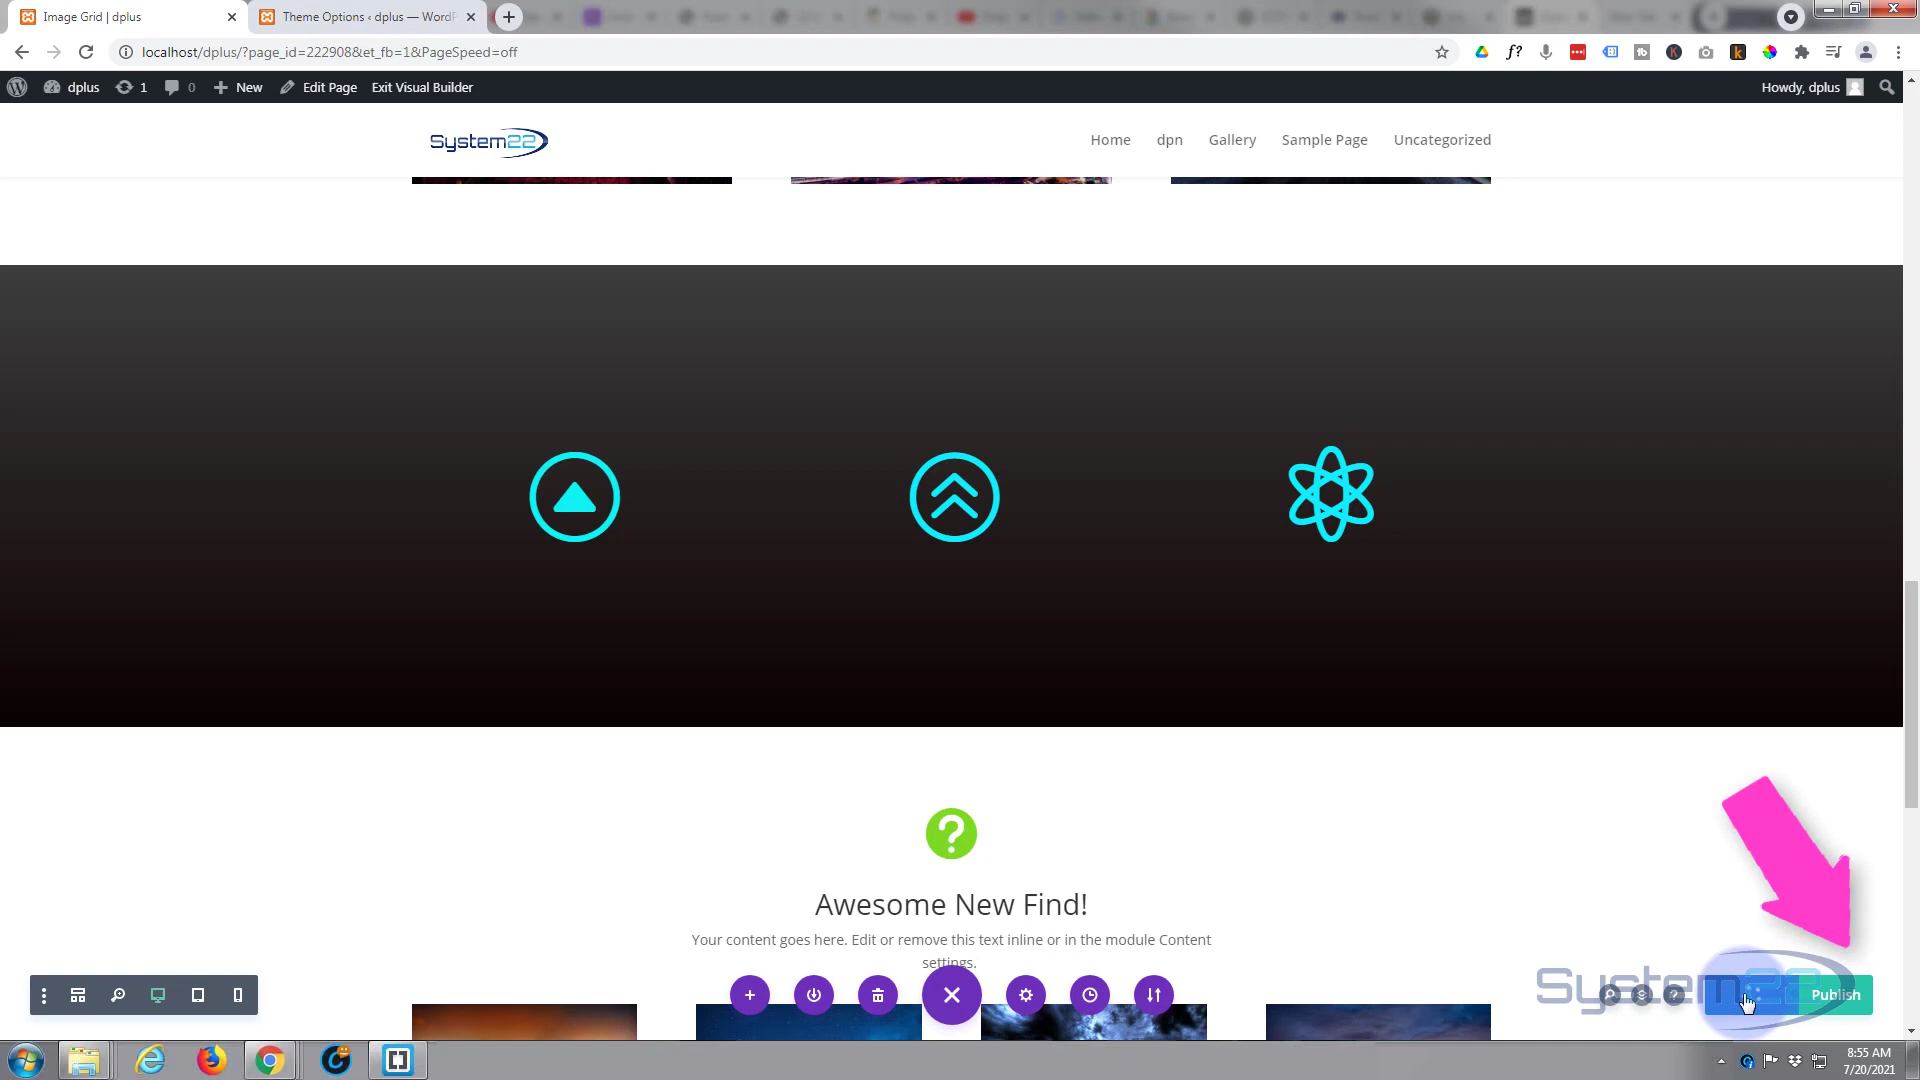 Image Grid | dplus
Theme Options ‹ dplus — WordP
localhost/dplus/?page_id=222908&et_fb=1&PageSpeed=off
dplus 1 0 New Edit Page Exit Visual Builder
Howdy, dplus
System22
Home dpn Gallery Sample Page Uncategorized
Awesome New Find!
Your content goes here. Edit or remove this text inline or in the module Content
settings.
System22
Publish
8:55 AM
7/20/2021